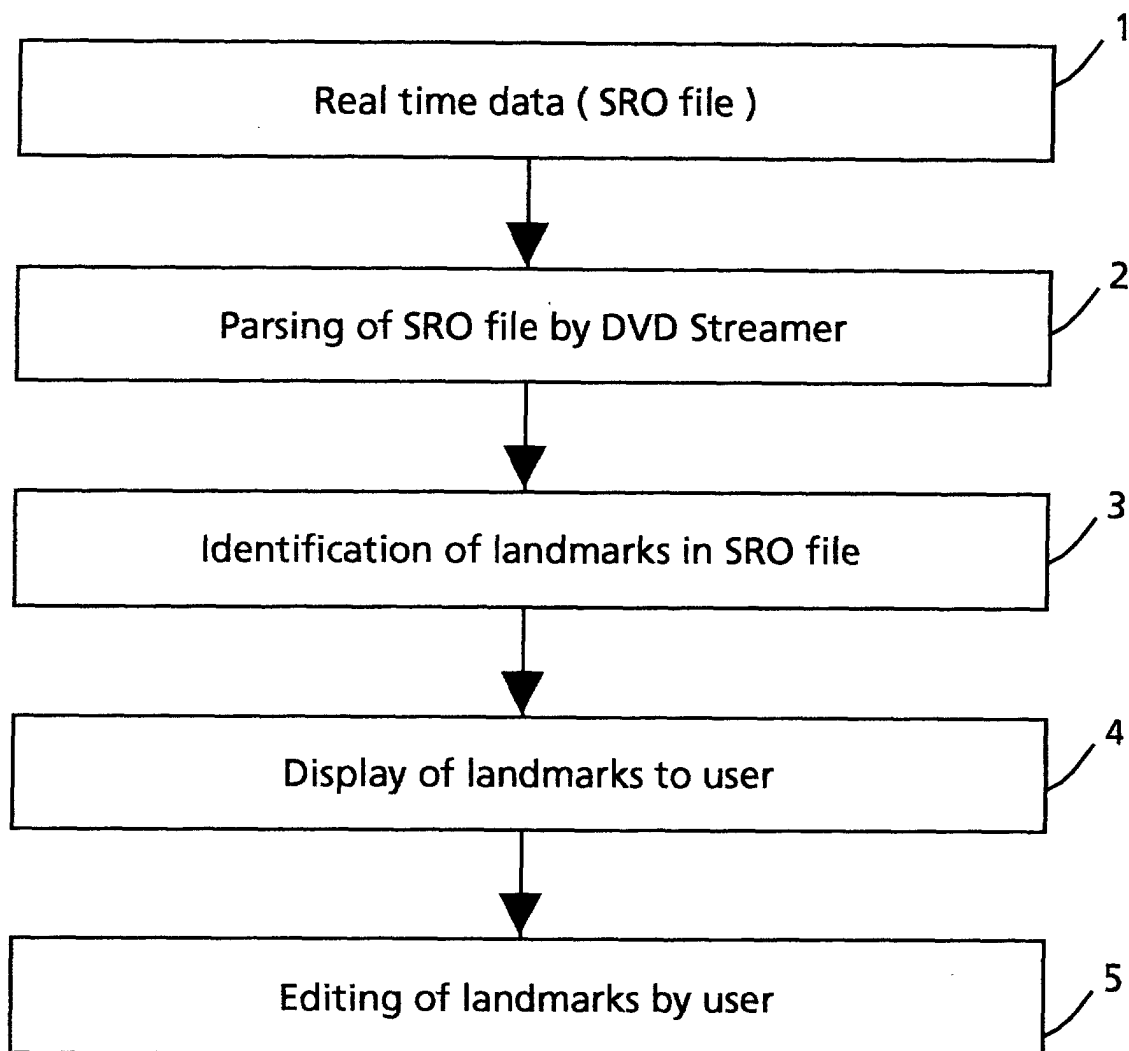 1
Real time data ( SRO file )
2
Parsing of SRO file by DVD Streamer
3
Identification of landmarks in SRO file
4
Display of landmarks to user
5
Editing of landmarks by user